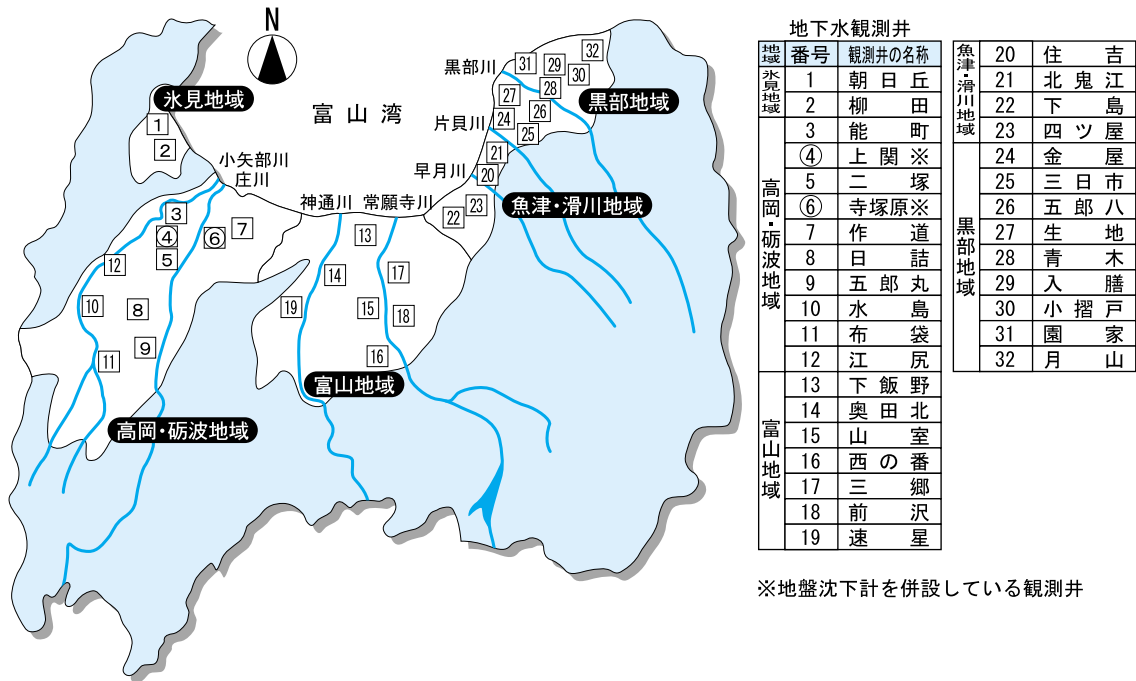 N
氷見地域
1
2
富山湾
黒部川
片貝川
早月川
31
29
32
30
28
27
26
24
25
21
20
23
22
黒部地域
魚津・滑川地域
小矢部川
庄川
神通川
常願寺川
3
④
⑥
7
5
12
10
8
9
11
13
14
17
19
15
18
16
富山地域
高岡・砺波地域
地下水観測井
地域 番号 観測井の名称
氷見地域
1 朝日丘
2 柳田
高岡・砺波地域
3 能町
④ 上関※
5 二塚
⑥ 寺塚原※
7 作道
8 日詰
9 五郎丸
10 水島
11 布袋
12 江尻
富山地域
13 下飯野
14 奥田北
15 山室
16 西の番
17 三郷
18 前沢
19 速星
魚津・滑川地域
20 住吉
21 北鬼江
22 下島
23 四ツ屋
黒部地域
24 金屋
25 三日市
26 五郎八
27 生地
28 青木
29 入膳
30 小摺戸
31 園家
32 月山
※地盤沈下計を併設している観測井